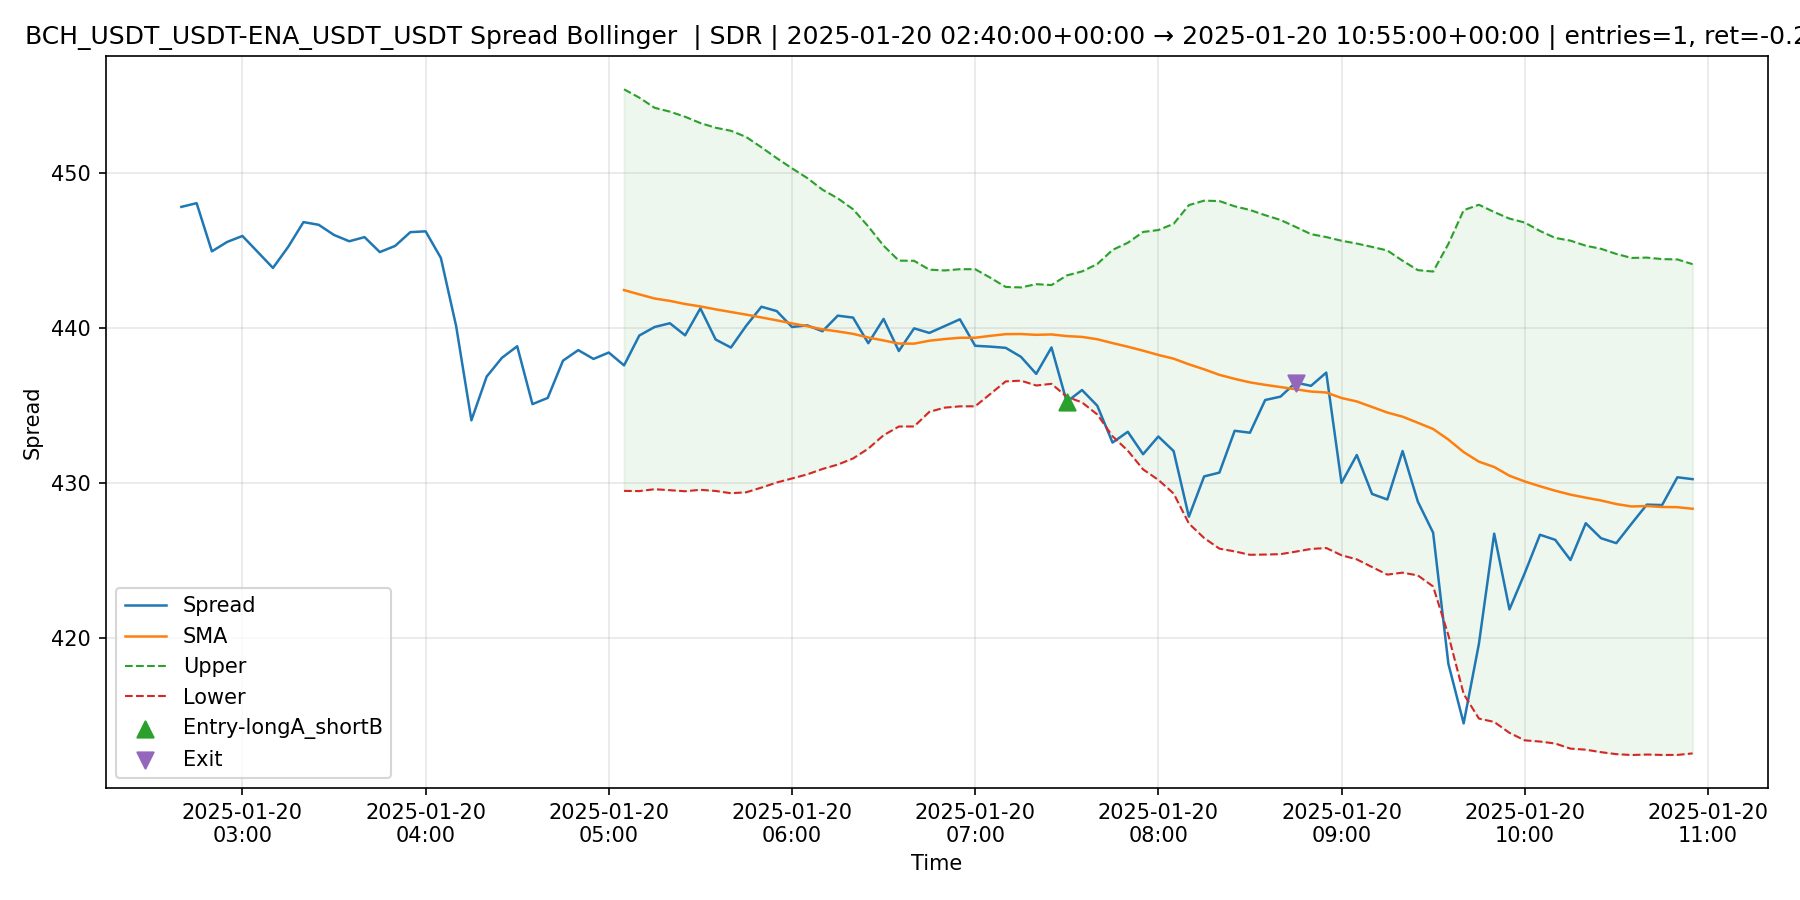 BCH_USDT_USDT-ENA_USDT_USDT Spread Bollinger | SDR | 2025-01-20 02:40:00+00:00 → 2025-01-20 10:55:00+00:00 | entries=1, ret=-0.2
450
440
430
420
Spread
Spread
SMA
Upper
Lower
Entry-longA_shortB
Exit
2025-01-20
03:00
2025-01-20
04:00
2025-01-20
05:00
2025-01-20
06:00
2025-01-20
07:00
2025-01-20
08:00
2025-01-20
09:00
2025-01-20
10:00
2025-01-20
11:00
Time